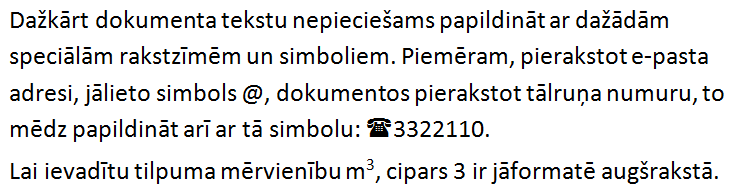 Dažkārt dokumenta tekstu nepieciešams papildināt ar dažādām
speciālām rakstzīmēm un simboliem. Piemēram, pierakstot e-pasta
adresi, jālieto simbols @, dokumentos pierakstot tālruņa numuru, to
mēdz papildināt arī ar tā simbolu: ☎3322110.
Lai ievadītu tilpuma mērvienību m³, cipars 3 ir jāformatē augšrakstā.